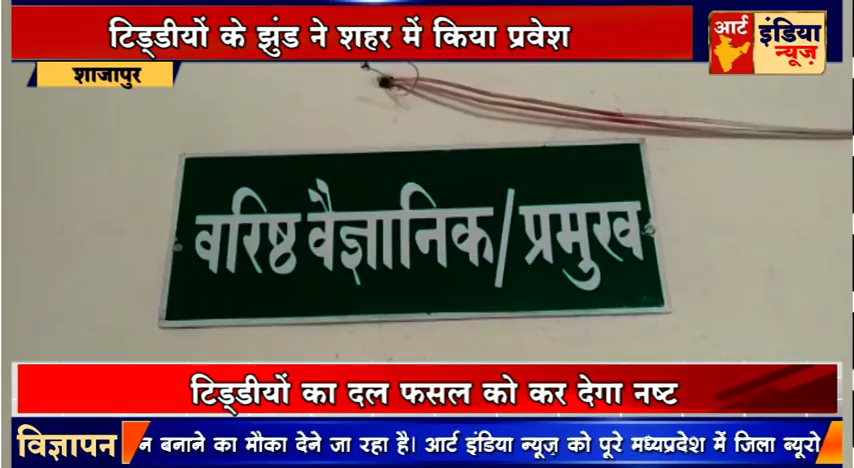 टिड्डीयों के झुंड ने शहर में किया प्रवेश
आर्ट इंडिया न्यूज़
शाजापुर
वरिष्ठ वैज्ञानिक/प्रमुख
टिड्डीयों का दल फसल को कर देगा नष्ट
विज्ञापन न बनाने का मौका देने जा रहा है। आर्ट इंडिया न्यूज़ को पूरे मध्यप्रदेश में जिला ब्यूरो